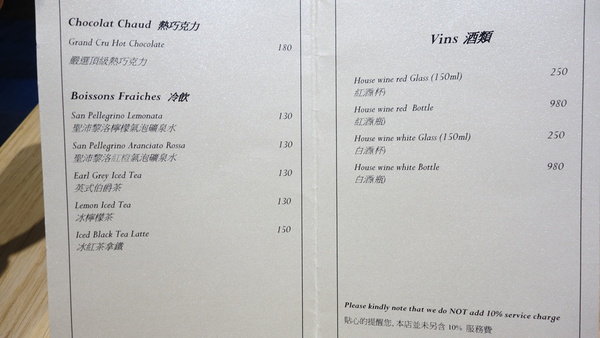 Chocolat Chaud 熱巧克力
Grand Cru Hot Chocolate 180
嚴選頂級熱巧克力
Boissons Fraiches 冷飲
San Pellegrino Lemonata 130
聖沛黎洛檸檬氣泡礦泉水
San Pellegrino Aranciato Rossa 130
聖沛黎洛紅橙氣泡礦泉水
Earl Grey Iced Tea 130
英式伯爵茶
Lemon Iced Tea 130
冰檸檬茶
Iced Black Tea Latte 150
冰紅茶拿鐵
Vins 酒類
House wine red Glass (150ml) 250
紅酒(杯)
House wine red Bottle 980
紅酒(瓶)
House wine white Glass (150ml) 250
白酒(杯)
House wine white Bottle 980
白酒(瓶)
Please kindly note that we do NOT add 10% service charge
貼心的提醒您, 本店並未另含 10% 服務費